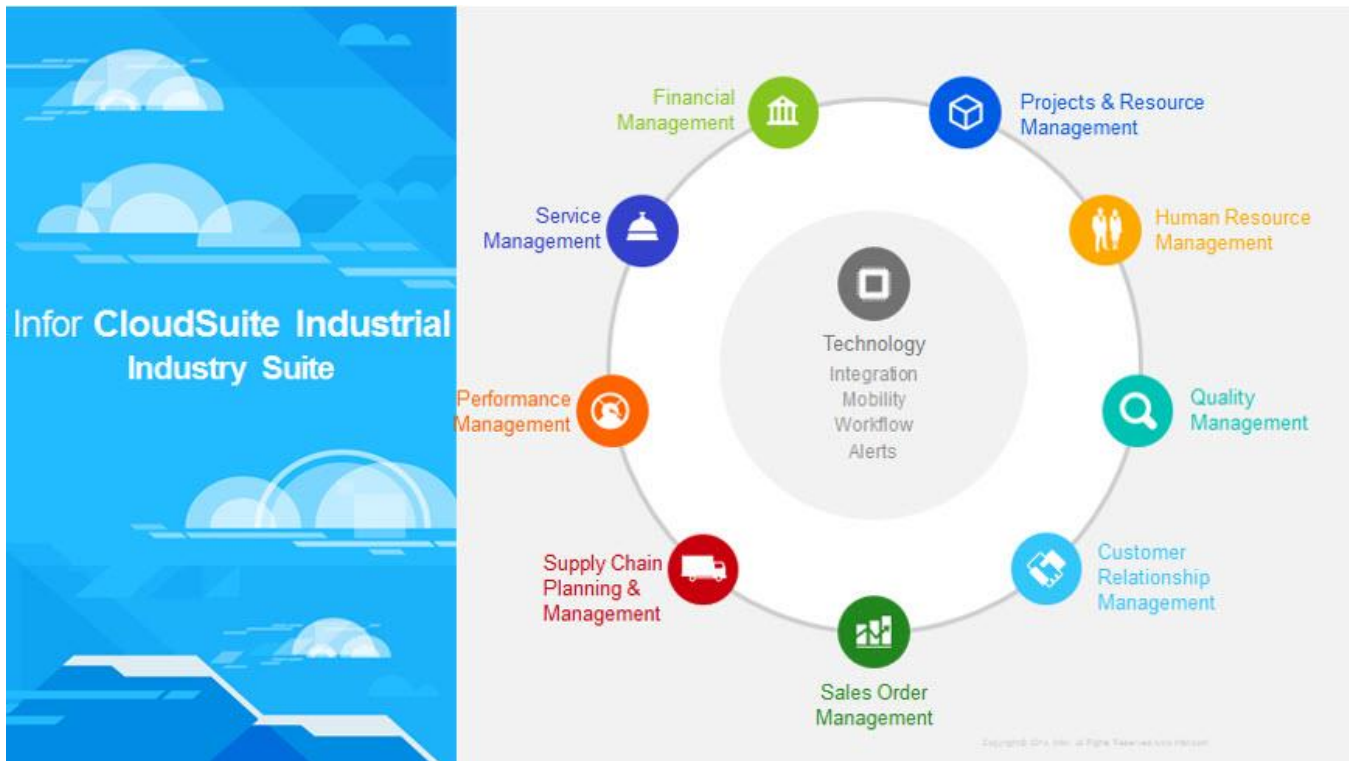 Infor CloudSuite Industrial
Industry Suite
Financial
Management
Projects & Resource
Management
Service
Management
Human Resource
Management
Technology
Integration
Mobility
Workflow
Alerts
Performance
Management
Quality
Management
Supply Chain
Planning &
Management
Customer
Relationship
Management
Sales Order
Management